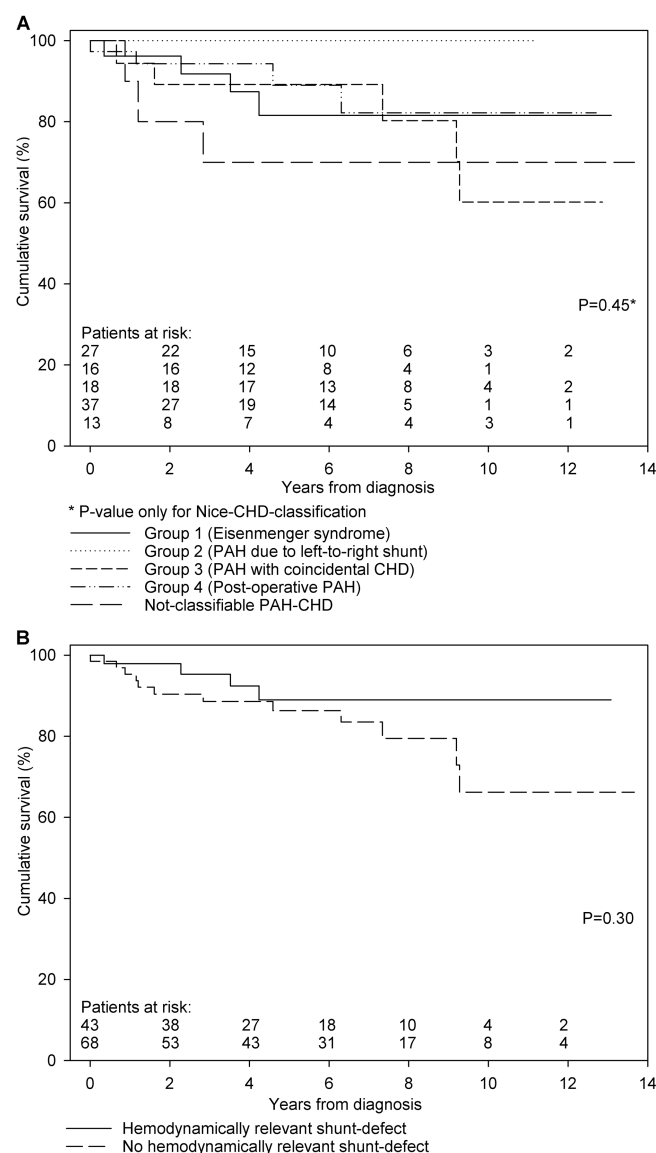 A
100
80
60
40
20
0
Cumulative survival (%)
P=0.45*
Patients at risk:
27 22 15 10 6 3 2
16 16 12 8 4 1
18 18 17 13 8 4 2
37 27 19 14 5 1 1
13 8 7 4 4 3 1
0 2 4 6 8 10 12 14
Years from diagnosis
* P-value only for Nice-CHD-classification
Group 1 (Eisenmenger syndrome)
Group 2 (PAH due to left-to-right shunt)
Group 3 (PAH with coincidental CHD)
Group 4 (Post-operative PAH)
Not-classifiable PAH-CHD
B
100
80
60
40
20
0
Cumulative survival (%)
P=0.30
Patients at risk:
43 38 27 18 10 4 2
68 53 43 31 17 8 4
0 2 4 6 8 10 12 14
Years from diagnosis
Hemodynamically relevant shunt-defect
No hemodynamically relevant shunt-defect